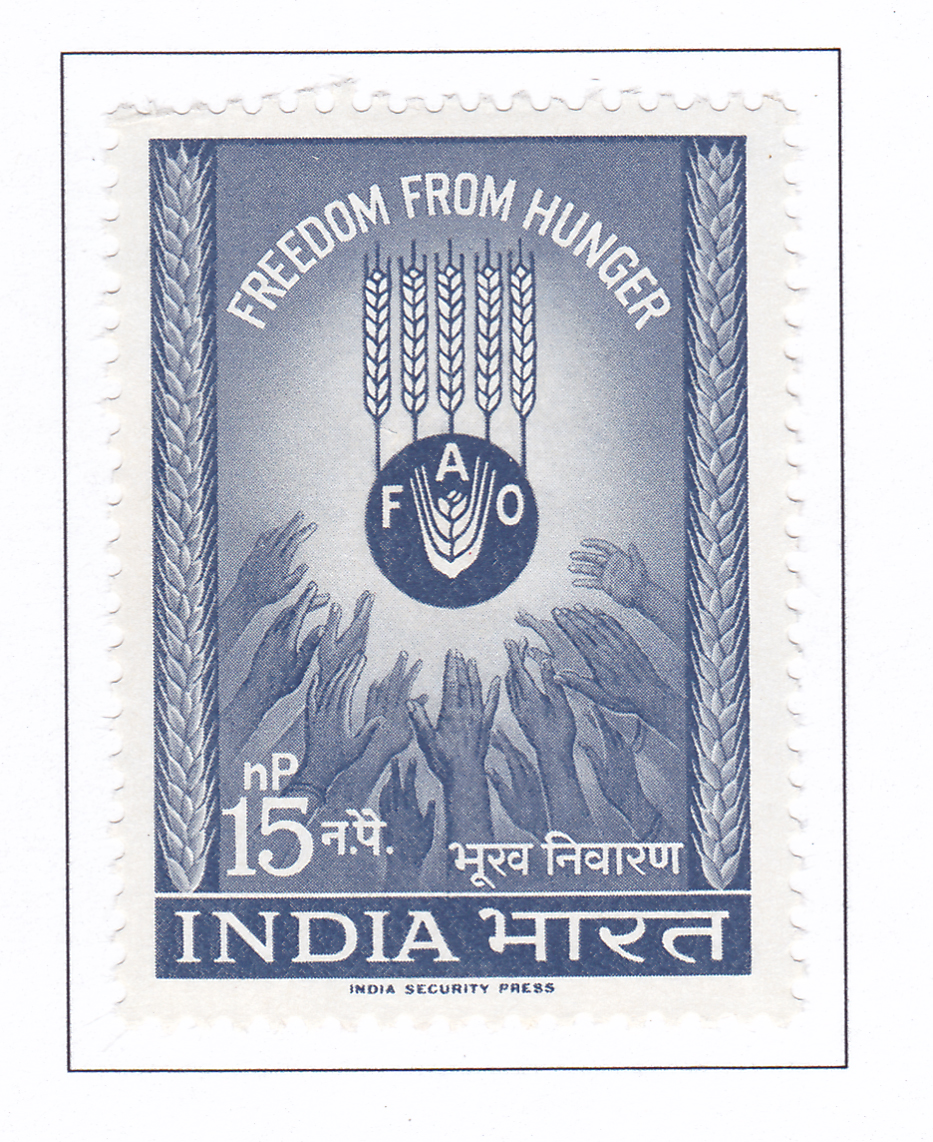 FREEDOM FROM HUNGER
F A O
nP
15 न.पै.
भूख निवारण
INDIA भारत
INDIA SECURITY PRESS